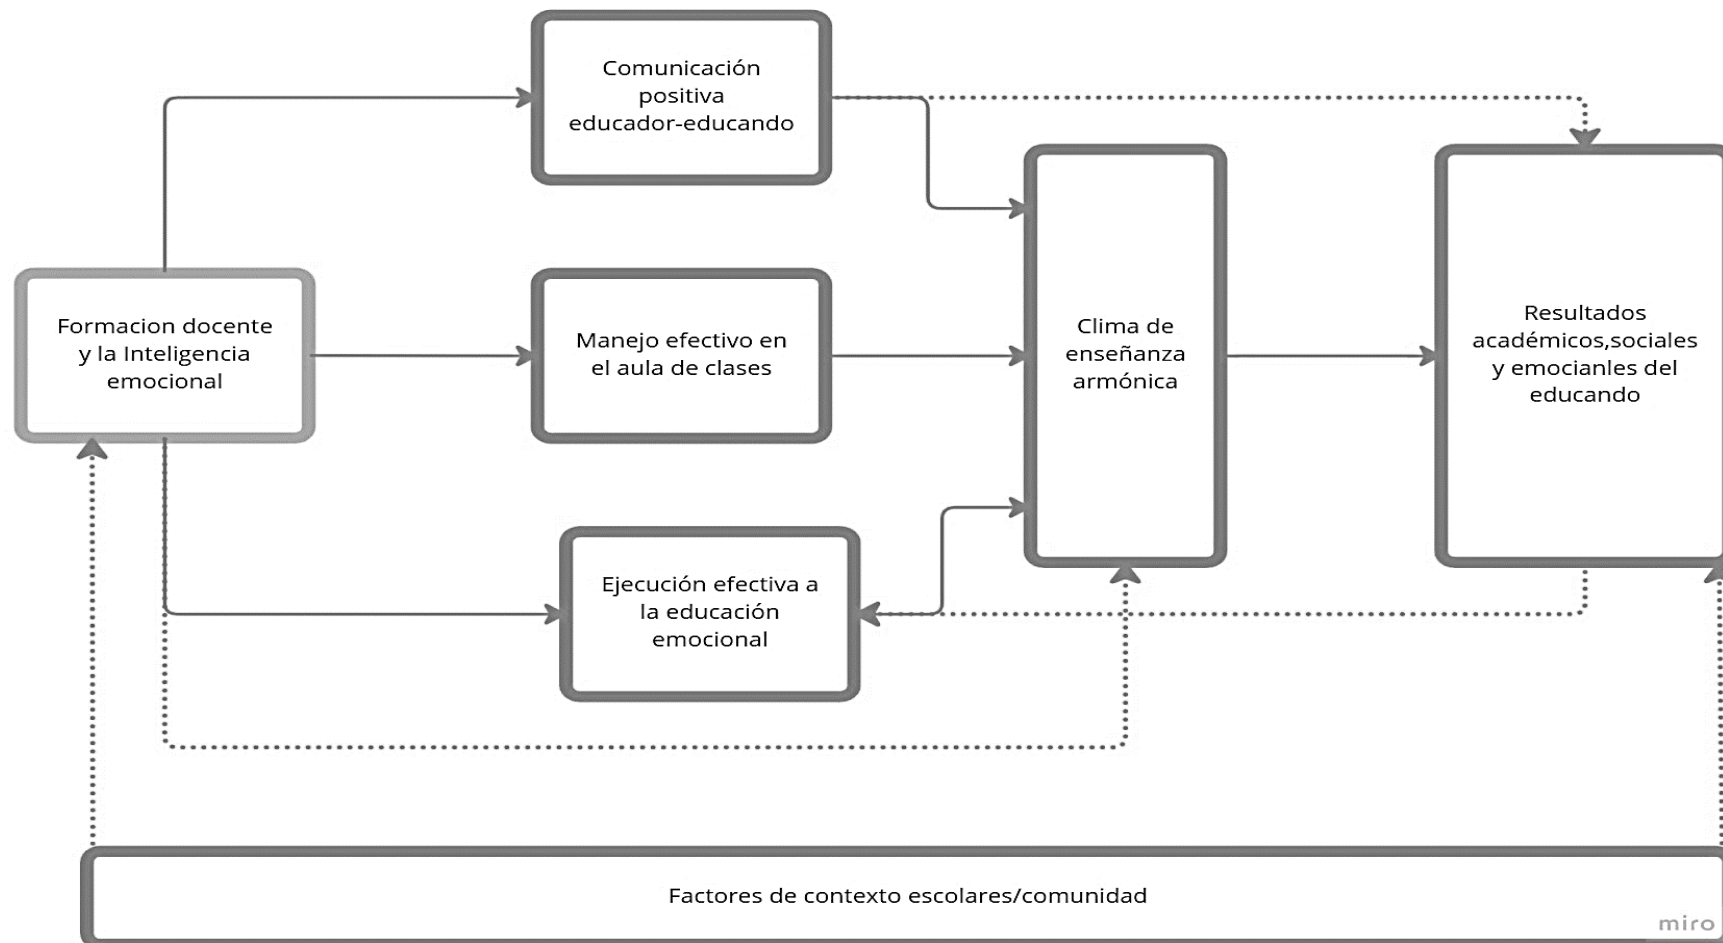 Comunicación
positiva
educador-educando
Formacion docente
y la Inteligencia
emocional
Manejo efectivo en
el aula de clases
Clima de
enseñanza
armónica
Resultados
académicos,sociales
y emocianles del
educando
Ejecución efectiva a
la educación
emocional
Factores de contexto escolares/comunidad
miro